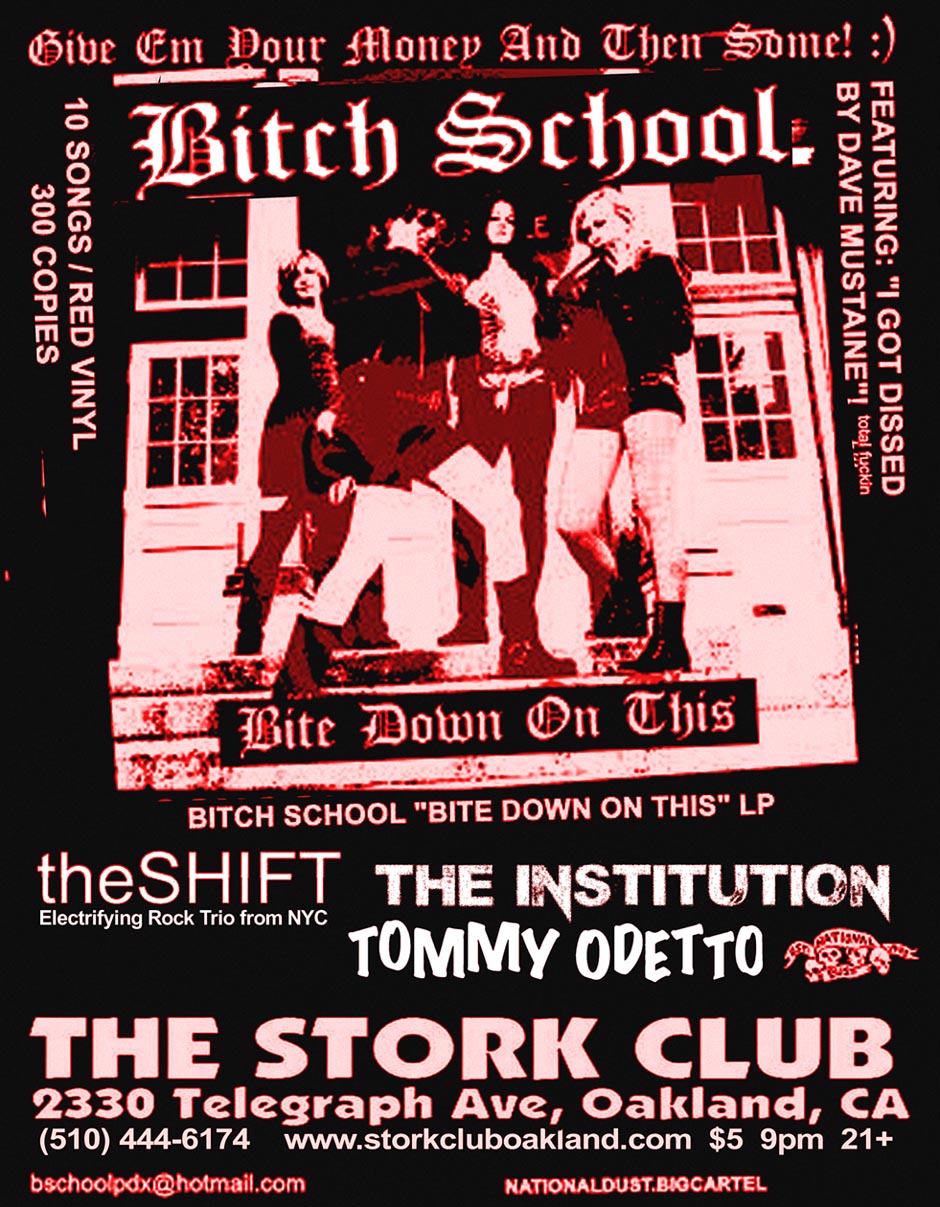 Give Em Your Money And Then Some! :)
Bitch School
10 SONGS / RED VINYL
300 COPIES
FEATURING: "I GOT DISSED
BY DAVE MUSTAINE"!
total fuckin
Bite Down On This
BITCH SCHOOL "BITE DOWN ON THIS" LP
theSHIFT
Electrifying Rock Trio from NYC
THE INSTITUTION
TOMMY ODETTO
NATIONAL
DUST
THE STORK CLUB
2330 Telegraph Ave, Oakland, CA
(510) 444-6174 www.storkcluboakland.com $5 9pm 21+
bschoolpdx@hotmail.com
NATIONALDUST.BIGCARTEL